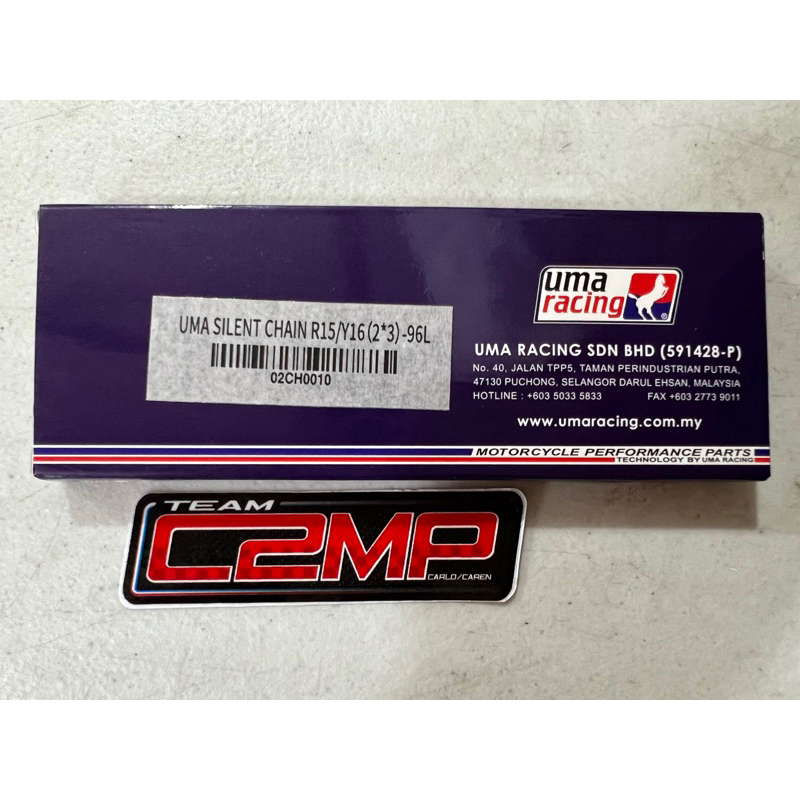 uma
racing
®
UMA SILENT CHAIN R15/Y16(2*3)-96L
02CH0010
UMA RACING SDN BHD (591428-P)
No. 40, JALAN TPP5, TAMAN PERINDUSTRIAN PUTRA,
47130 PUCHONG, SELANGOR DARUL EHSAN, MALAYSIA
HOTLINE : +603 5033 5833 FAX +603 2773 9011
www.umaracing.com.my
MOTORCYCLE PERFORMANCE PARTS
TECHNOLOGY BY UMA RACING
TEAM
C2MP
CARLO/CAREN